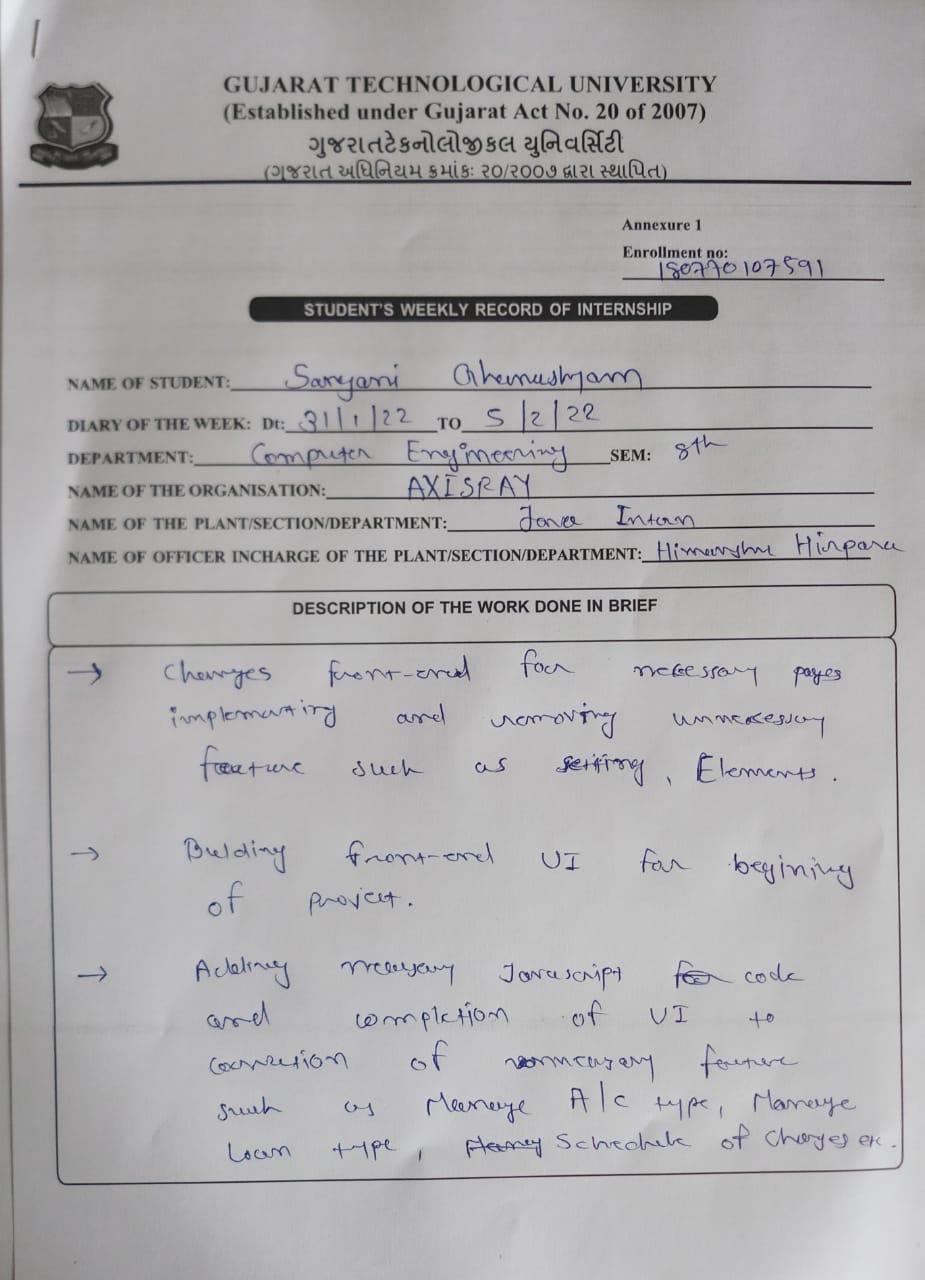 GUJARAT TECHNOLOGICAL UNIVERSITY
(Established under Gujarat Act No. 20 of 2007)
ગુજરાતટેકનોલોજીકલ યુનિવર્સિટી
(ગુજરાત અધિનિયમ ક્રમાંકઃ ૨૦/૨૦૦૭ દ્વારા સ્થાપિત)
Annexure 1
Enrollment no:
180770107591
STUDENT'S WEEKLY RECORD OF INTERNSHIP
NAME OF STUDENT: Sanyani Ghanushyam
DIARY OF THE WEEK: Dt: 31/1/22 TO 5/2/22
DEPARTMENT: Computer Engineering SEM: 8th
NAME OF THE ORGANISATION: AXISRAY
NAME OF THE PLANT/SECTION/DEPARTMENT: Java Intern
NAME OF OFFICER INCHARGE OF THE PLANT/SECTION/DEPARTMENT: Himanshu Hirpara
DESCRIPTION OF THE WORK DONE IN BRIEF
→ Changes front-end for necessary pages
implementing and removing unnecessary
feature such as setting, Elements.
→ Bulding front-end UI for begining
of project.
→ Adding necessary Javascript code
and completion of UI to
correction of feature
such as Manage A/c type, Manage
Loan type, Schedule of Charges etc.